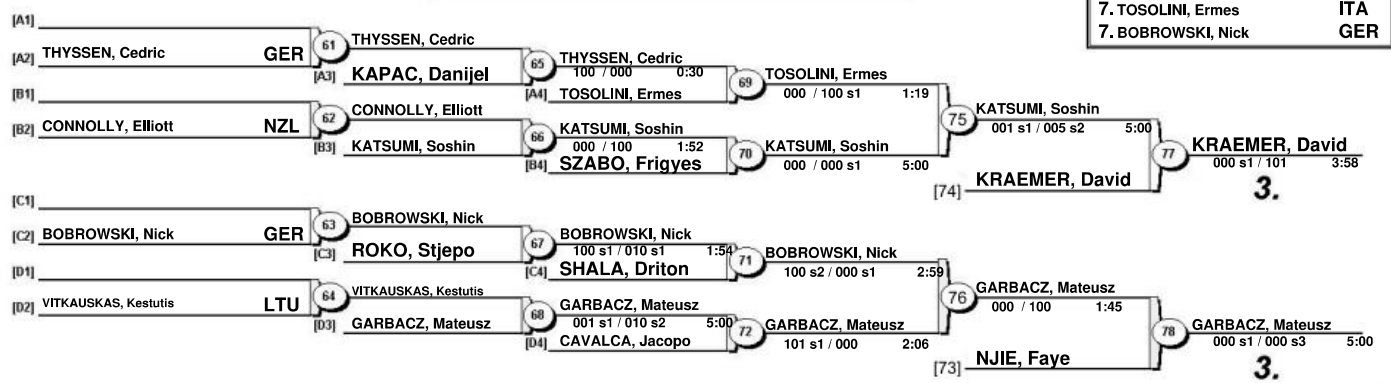 7. TOSOLINI, Ermes ITA
7. BOBROWSKI, Nick GER
[A1]
[A2] THYSSEN, Cedric GER
61 THYSSEN, Cedric
[A3] KAPAC, Danijel
65 THYSSEN, Cedric
100 / 000 0:30
[A4] TOSOLINI, Ermes
69 TOSOLINI, Ermes
000 / 100 s1 1:19
[B1]
[B2] CONNOLLY, Elliott NZL
62 CONNOLLY, Elliott
[B3] KATSUMI, Soshin
66 KATSUMI, Soshin
000 / 100 1:52
[B4] SZABO, Frigyes
70 KATSUMI, Soshin
000 / 000 s1 5:00
75 KATSUMI, Soshin
001 s1 / 005 s2 5:00
[74] KRAEMER, David
77 KRAEMER, David
000 s1 / 101 3:58
3.
[C1]
[C2] BOBROWSKI, Nick GER
63 BOBROWSKI, Nick
[C3] ROKO, Stjepo
67 BOBROWSKI, Nick
100 s1 / 010 s1 1:54
[C4] SHALA, Driton
71 BOBROWSKI, Nick
100 s2 / 000 s1 2:59
[D1]
[D2] VITKAUSKAS, Kestutis LTU
64 VITKAUSKAS, Kestutis
[D3] GARBACZ, Mateusz
68 GARBACZ, Mateusz
001 s1 / 010 s2 5:00
[D4] CAVALCA, Jacopo
72 GARBACZ, Mateusz
101 s1 / 000 2:06
76 GARBACZ, Mateusz
000 / 100 1:45
[73] NJIE, Faye
78 GARBACZ, Mateusz
000 s1 / 000 s3 5:00
3.